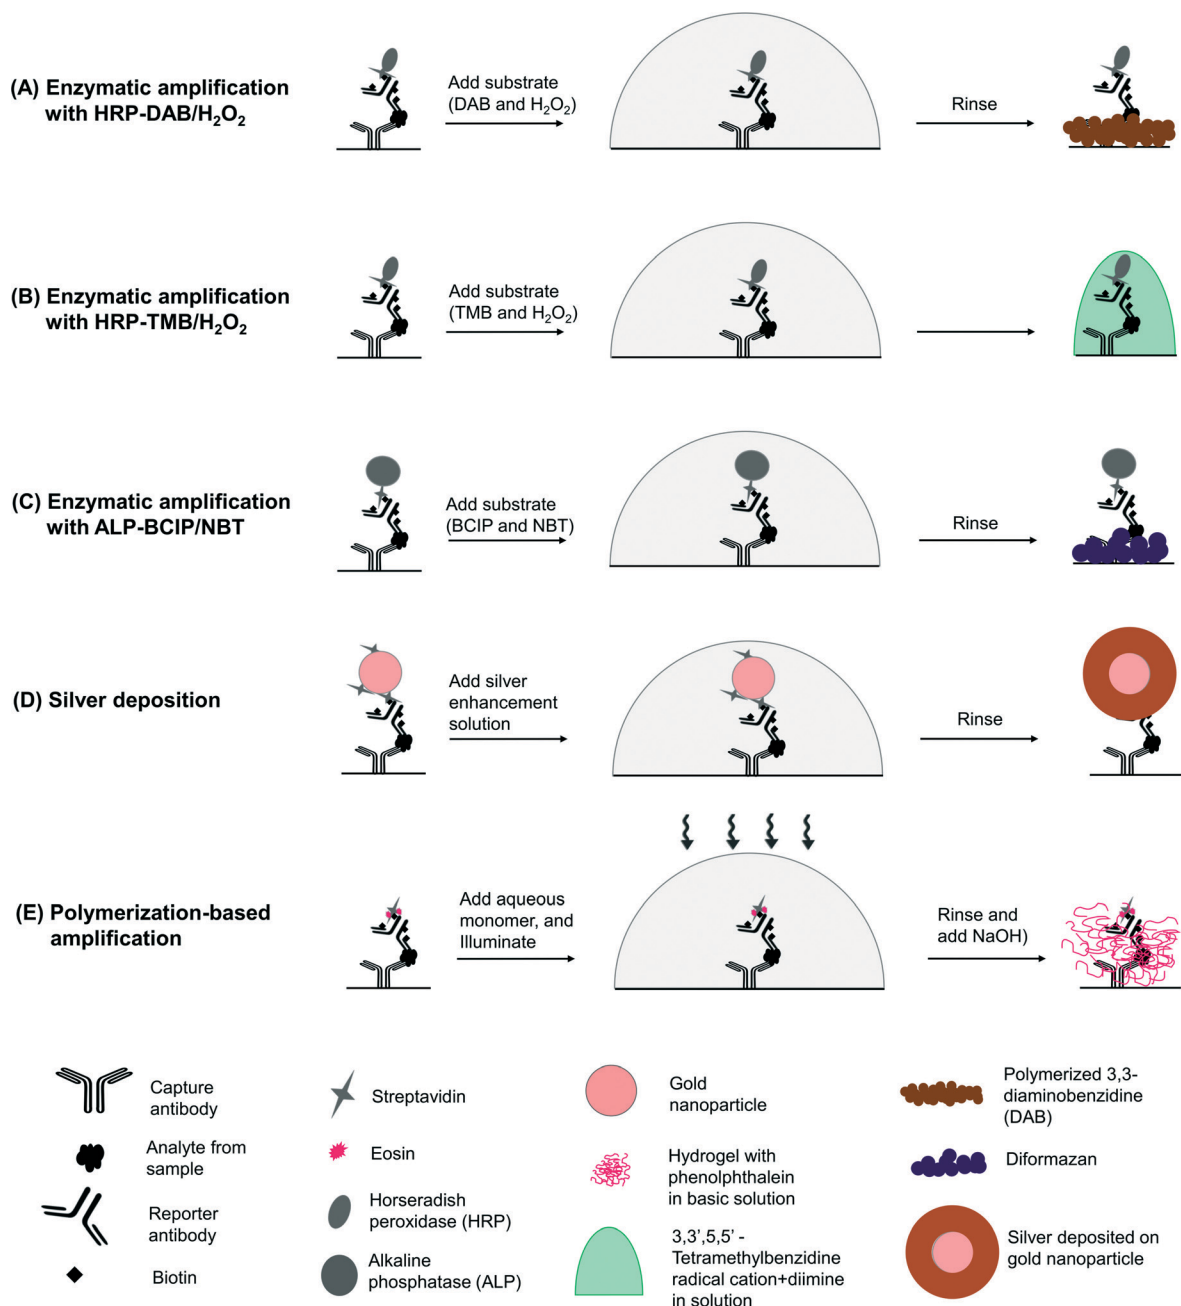 (A) Enzymatic amplification
with HRP-DAB/H₂O₂
Add substrate
(DAB and H₂O₂)
Rinse
(B) Enzymatic amplification
with HRP-TMB/H₂O₂
Add substrate
(TMB and H₂O₂)
(C) Enzymatic amplification
with ALP-BCIP/NBT
Add substrate
(BCIP and NBT)
Rinse
(D) Silver deposition
Add silver
enhancement
solution
Rinse
(E) Polymerization-based
amplification
Add aqueous
monomer, and
Illuminate
Rinse and
add NaOH)
Capture
antibody
Analyte from
sample
Reporter
antibody
Biotin
Streptavidin
Eosin
Horseradish
peroxidase (HRP)
Alkaline
phosphatase (ALP)
Gold
nanoparticle
Hydrogel with
phenolphthalein
in basic solution
3,3',5,5' -
Tetramethylbenzidine
radical cation+diimine
in solution
Polymerized 3,3-
diaminobenzidine
(DAB)
Diformazan
Silver deposited on
gold nanoparticle